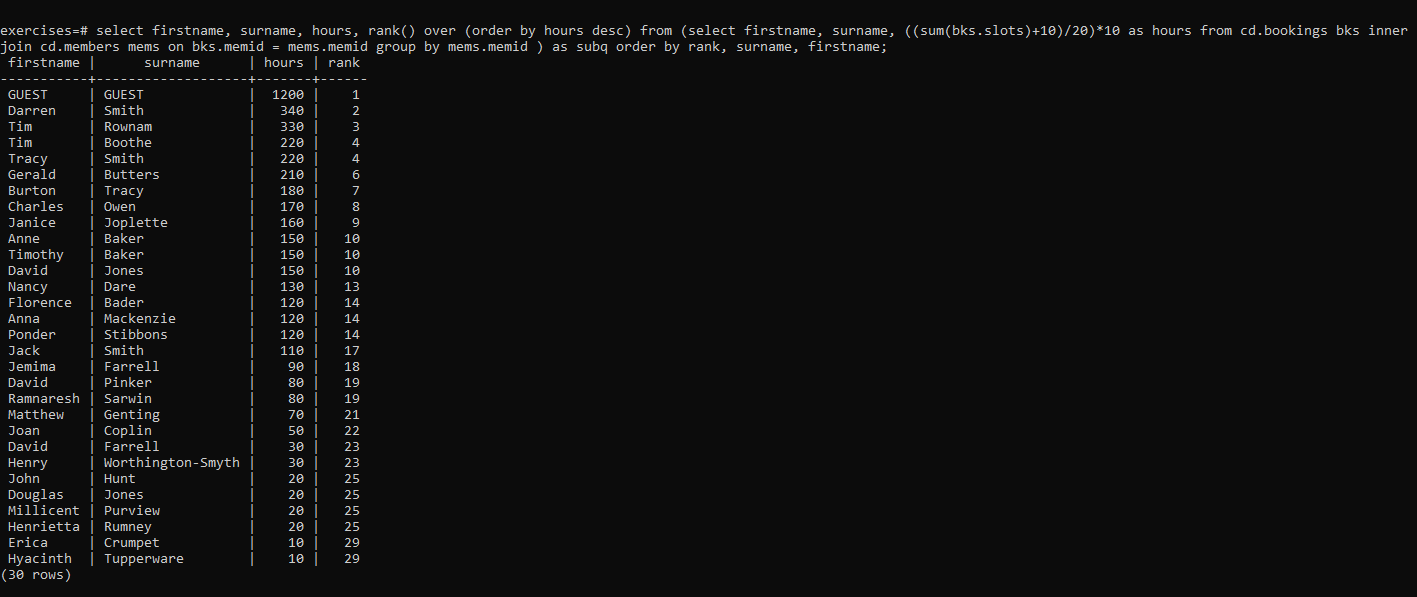 exercises=# select firstname, surname, hours, rank() over (order by hours desc) from (select firstname, surname, ((sum(bks.slots)+10)/20)*10 as hours from cd.bookings bks inner
join cd.members mems on bks.memid = mems.memid group by mems.memid ) as subq order by rank, surname, firstname;
 firstname |      surname      | hours | rank
-----------+-------------------+-------+------
 GUEST     | GUEST             |  1200 |    1
 Darren    | Smith             |   340 |    2
 Tim       | Rownam            |   330 |    3
 Tim       | Boothe            |   220 |    4
 Tracy     | Smith             |   220 |    4
 Gerald    | Butters           |   210 |    6
 Burton    | Tracy             |   180 |    7
 Charles   | Owen              |   170 |    8
 Janice    | Joplette          |   160 |    9
 Anne      | Baker             |   150 |   10
 Timothy   | Baker             |   150 |   10
 David     | Jones             |   150 |   10
 Nancy     | Dare              |   130 |   13
 Florence  | Bader             |   120 |   14
 Anna      | Mackenzie         |   120 |   14
 Ponder    | Stibbons          |   120 |   14
 Jack      | Smith             |   110 |   17
 Jemima    | Farrell           |    90 |   18
 David     | Pinker            |    80 |   19
 Ramnaresh | Sarwin            |    80 |   19
 Matthew   | Genting           |    70 |   21
 Joan      | Coplin            |    50 |   22
 David     | Farrell           |    30 |   23
 Henry     | Worthington-Smyth |    30 |   23
 John      | Hunt              |    20 |   25
 Douglas   | Jones             |    20 |   25
 Millicent | Purview           |    20 |   25
 Henrietta | Rumney            |    20 |   25
 Erica     | Crumpet           |    10 |   29
 Hyacinth  | Tupperware        |    10 |   29
(30 rows)